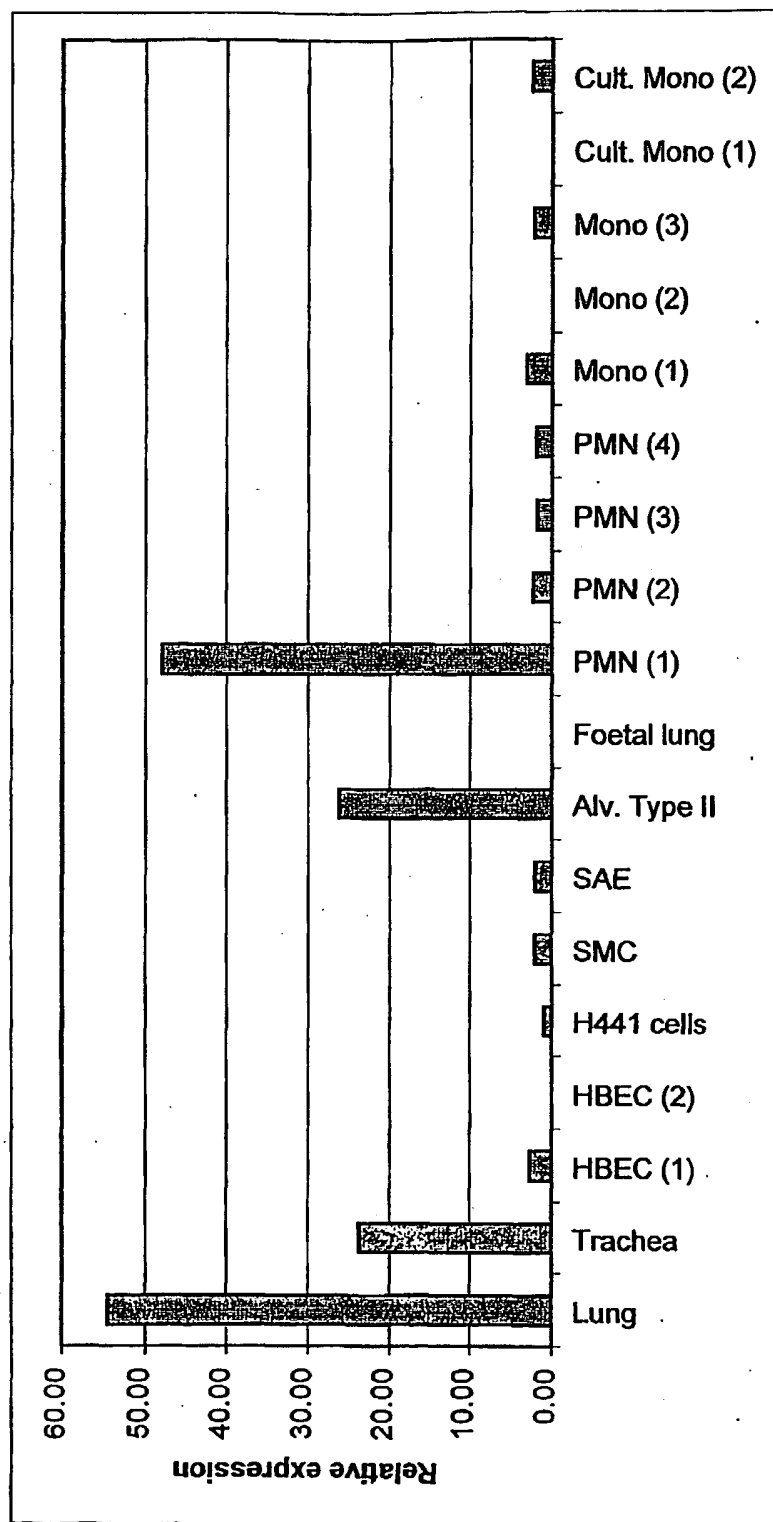 Relative expression
60.00
50.00
40.00
30.00
20.00
10.00
0.00
Lung
Trachea
HBEC (1)
HBEC (2)
H441 cells
SMC
SAE
Alv. Type II
Foetal lung
PMN (1)
PMN (2)
PMN (3)
PMN (4)
Mono (1)
Mono (2)
Mono (3)
Cult. Mono (1)
Cult. Mono (2)